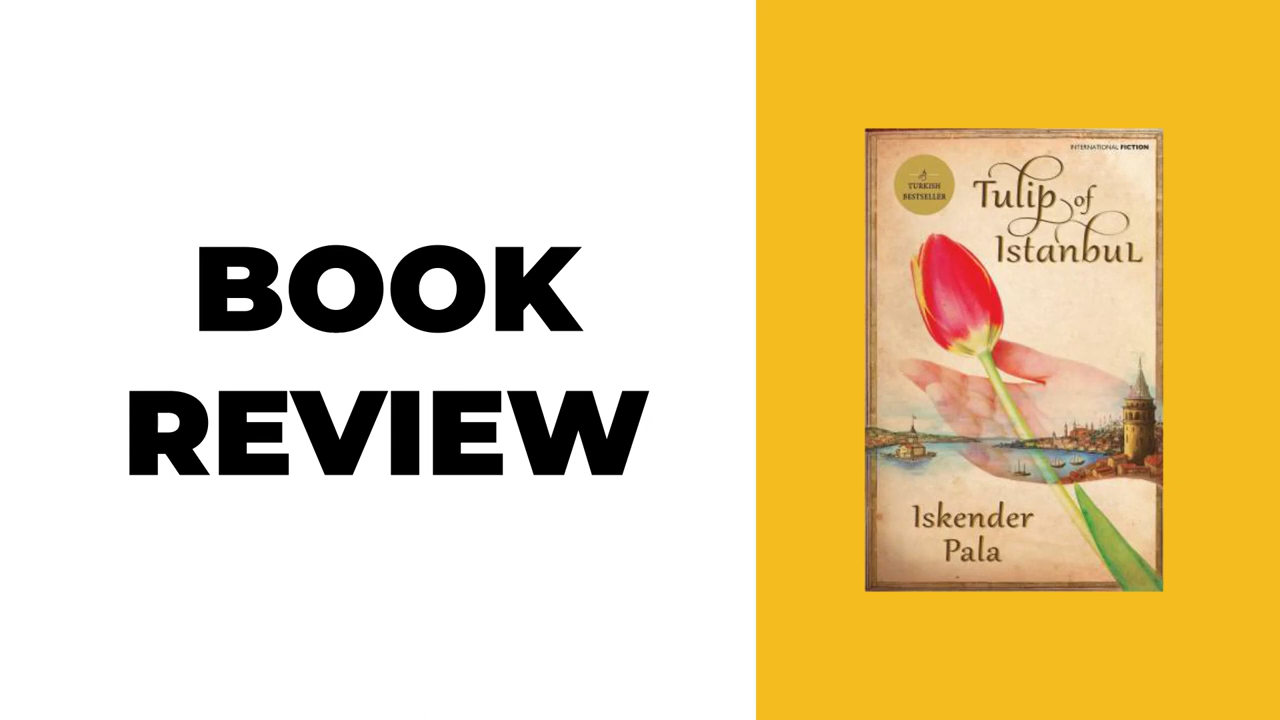 BOOK
REVIEW
INTERNATIONAL FICTION
A
TURKISH
BESTSELLER
Tulip of
Istanbul
Iskender
Pala